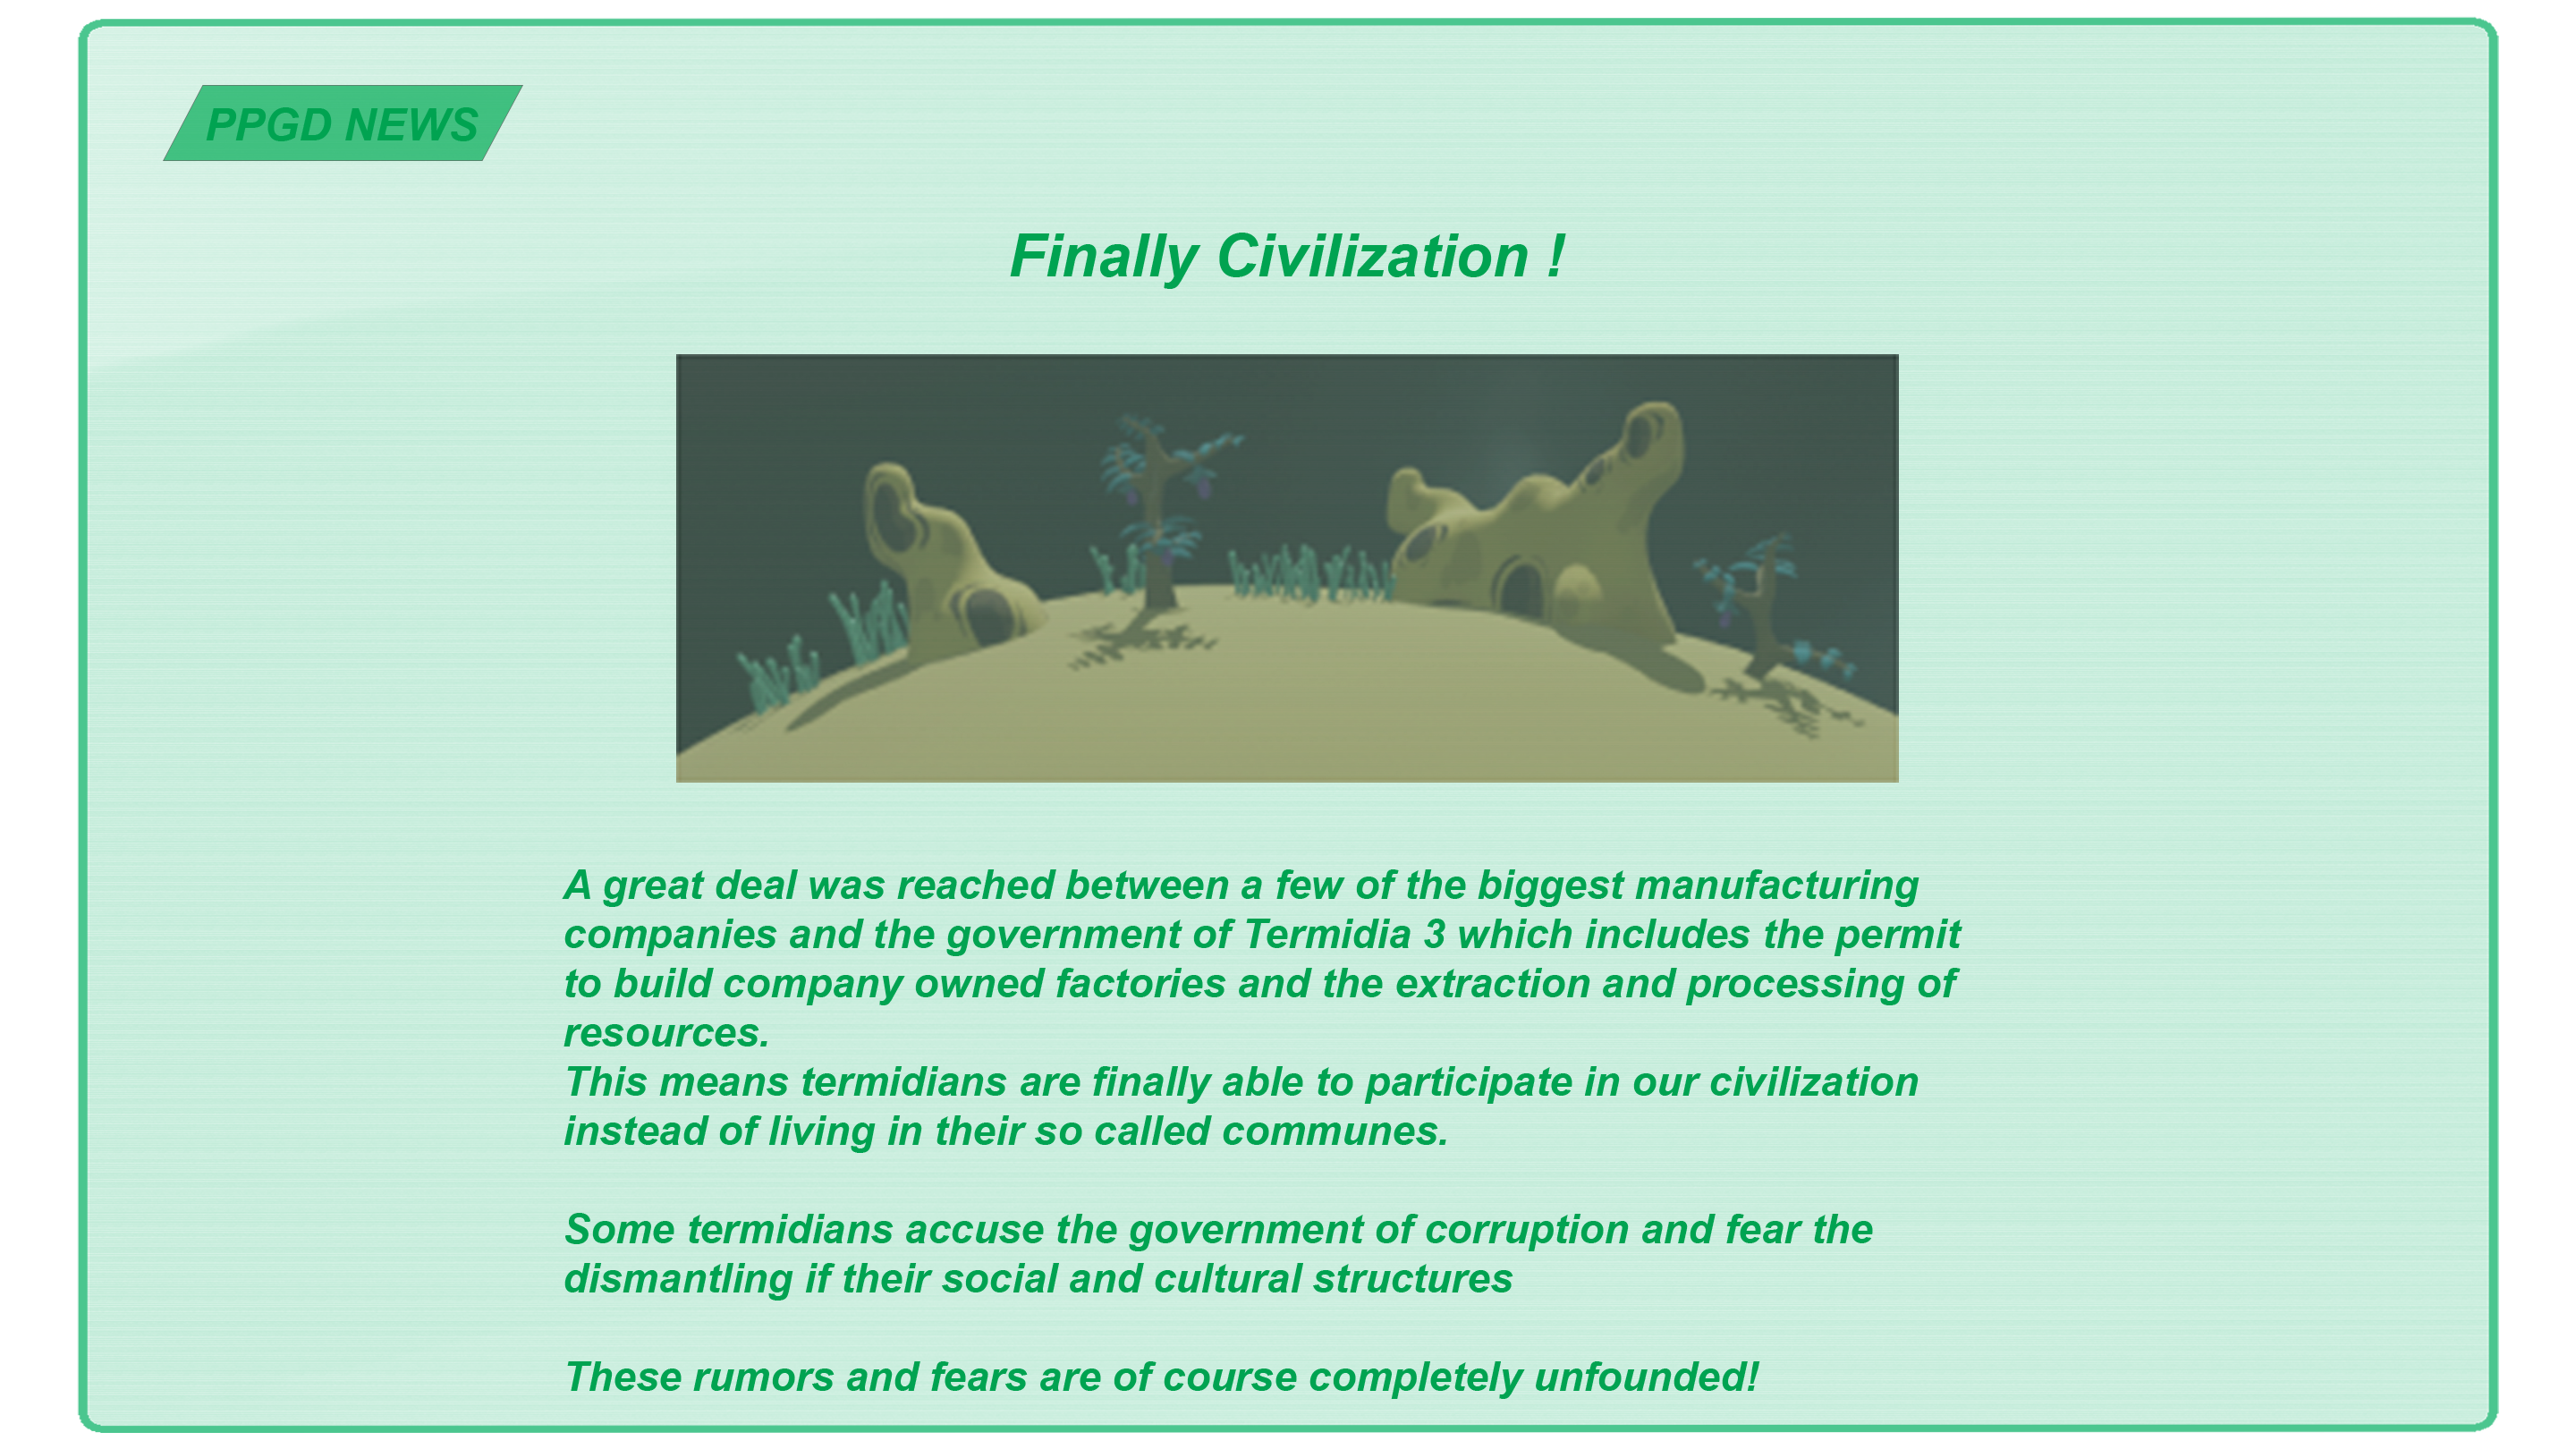 PPGD NEWS
Finally Civilization !
A great deal was reached between a few of the biggest manufacturing
companies and the government of Termidia 3 which includes the permit
to build company owned factories and the extraction and processing of
resources.
This means termidians are finally able to participate in our civilization
instead of living in their so called communes.
Some termidians accuse the government of corruption and fear the
dismantling if their social and cultural structures
These rumors and fears are of course completely unfounded!